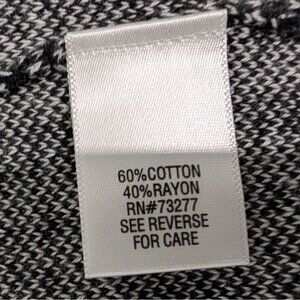 60%COTTON
40%RAYON
RN#73277
SEE REVERSE
FOR CARE